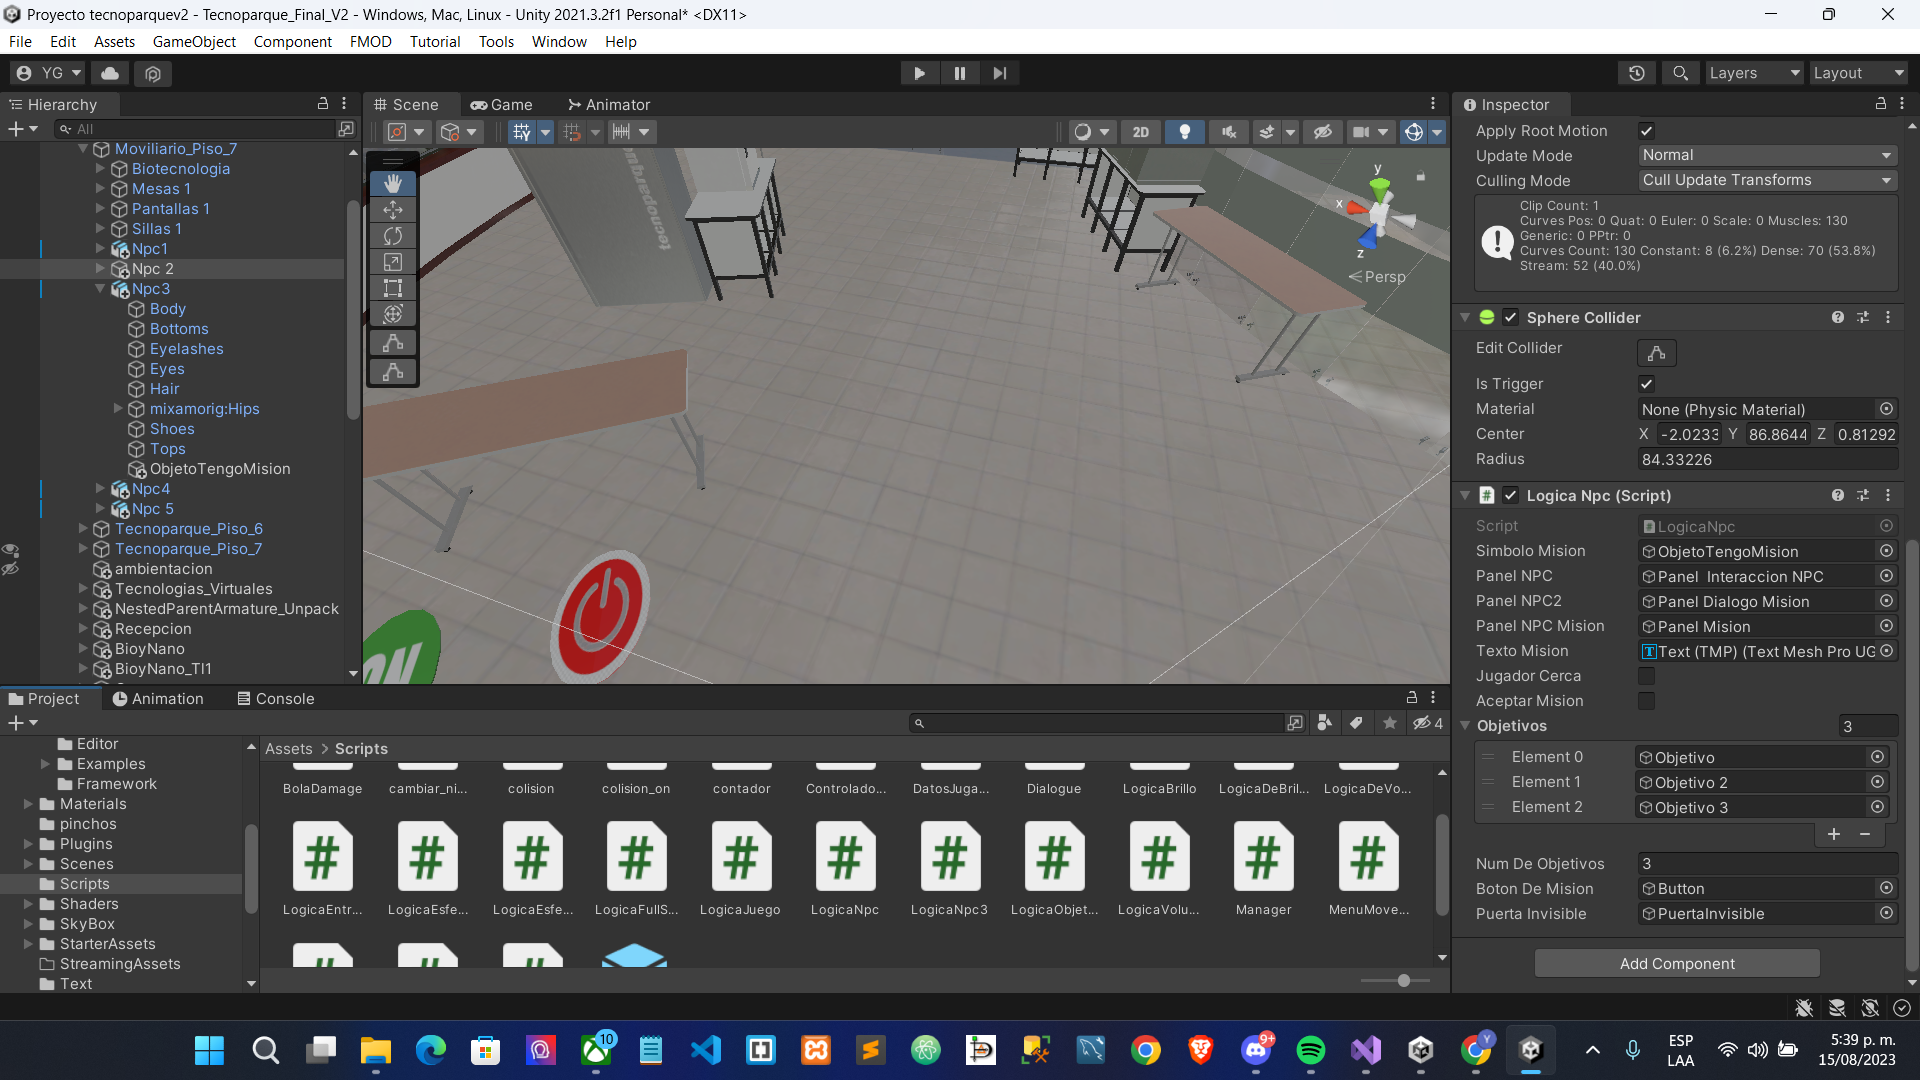 Proyecto tecnoparquev2 - Tecnoparque_Final_V2 - Windows, Mac, Linux - Unity 2021.3.2f1 Personal* <DX11>
File Edit Assets GameObject Component FMOD Tutorial Tools Window Help
YG
Layers
Layout
Hierarchy
All
Moviliario_Piso_7
Biotecnologia
Mesas 1
Pantallas 1
Sillas 1
Npc1
Npc 2
Npc3
Body
Bottoms
Eyelashes
Eyes
Hair
mixamorig:Hips
Shoes
Tops
ObjetoTengoMision
Npc4
Npc 5
Tecnoparque_Piso_6
Tecnoparque_Piso_7
ambientacion
Tecnologias_Virtuales
NestedParentArmature_Unpack
Recepcion
BioyNano
BioyNano_TI1
Scene
Game
Animator
2D
tecnoparque
y
x
z
Persp
Inspector
Apply Root Motion
Update Mode Normal
Culling Mode Cull Update Transforms
Clip Count: 1
Curves Pos: 0 Quat: 0 Euler: 0 Scale: 0 Muscles: 130
Generic: 0 PPtr: 0
Curves Count: 130 Constant: 8 (6.2%) Dense: 70 (53.8%)
Stream: 52 (40.0%)
Sphere Collider
Edit Collider
Is Trigger
Material None (Physic Material)
Center X -2.0233 Y 86.8644 Z 0.81292
Radius 84.33226
Logica Npc (Script)
Script LogicaNpc
Simbolo Mision ObjetoTengoMision
Panel NPC Panel Interaccion NPC
Panel NPC2 Panel Dialogo Mision
Panel NPC Mision Panel Mision
Texto Mision Text (TMP) (Text Mesh Pro UG
Jugador Cerca
Aceptar Mision
Objetivos 3
Element 0 Objetivo
Element 1 Objetivo 2
Element 2 Objetivo 3
Num De Objetivos 3
Boton De Mision Button
Puerta Invisible PuertaInvisible
Add Component
Project
Animation
Console
4
Editor
Examples
Framework
Materials
pinchos
Plugins
Scenes
Scripts
Shaders
SkyBox
StarterAssets
StreamingAssets
Text
Assets > Scripts
BolaDamage cambiar_ni... colision colision_on contador Controlado... DatosJuga... Dialogue LogicaBrillo LogicaDeBril... LogicaDeVo...
LogicaEntr... LogicaEsfe... LogicaEsfe... LogicaFullS... LogicaJuego LogicaNpc LogicaNpc3 LogicaObjet... LogicaVolu... Manager MenuMove...
10
9+
Y
ESP
LAA
5:39 p. m.
15/08/2023